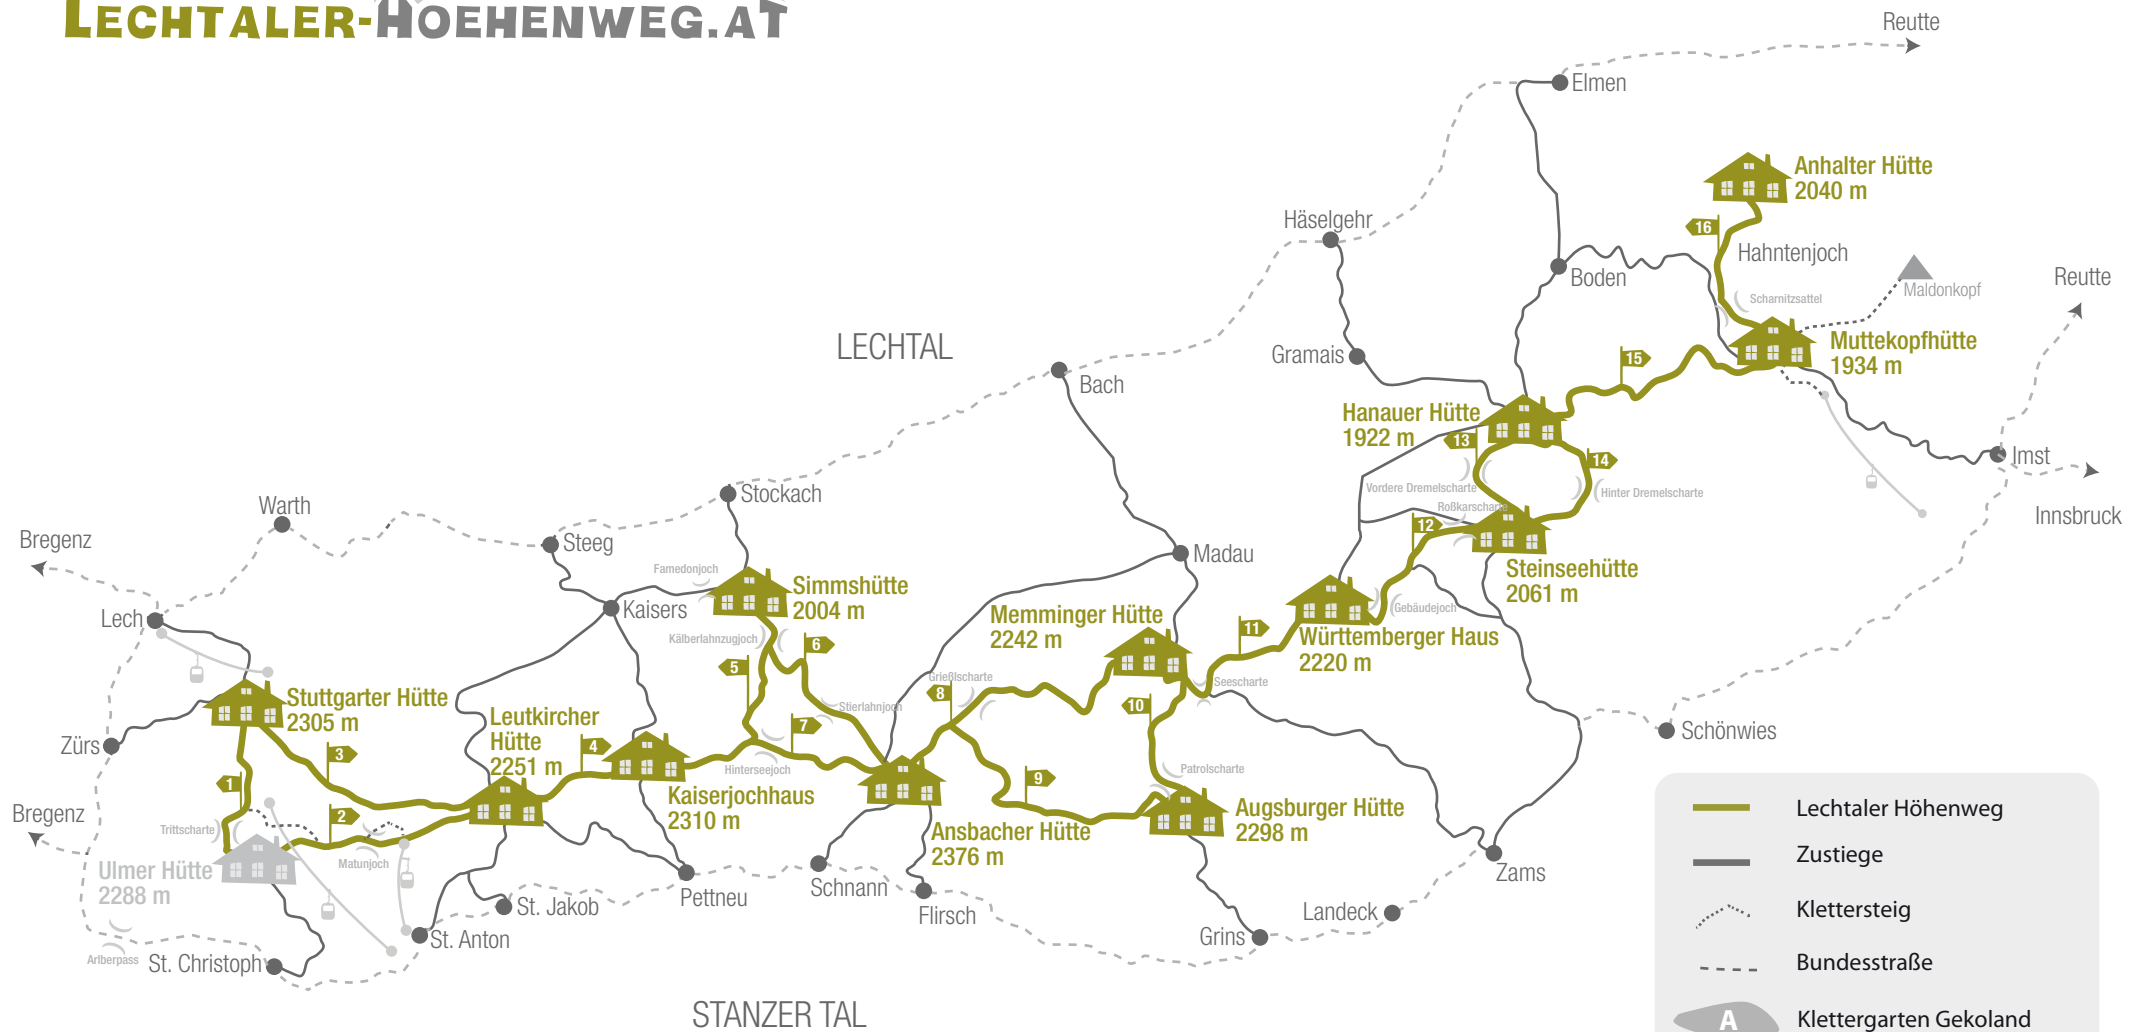 LECHTALER-HOEHENWEG.AT
Reutte
Elmen
Anhalter Hütte
2040 m
16
Häselgehr
Hahntenjoch
Boden
Reutte
Maldonkopf
Scharnitzsattel
LECHTAL
Muttekopfhütte
1934 m
Gramais
15
Bach
Hanauer Hütte
1922 m
13
14
Imst
Vordere Dremelscharte
Hinter Dremelscharte
Stockach
Warth
Roßkarscharte
Innsbruck
12
Bregenz
Steeg
Madau
Famedonjoch
Steinseehütte
2061 m
Simmshütte
2004 m
Lech
Kaisers
Gebäudejoch
Memminger Hütte
2242 m
Kälberlahnzugjoch
6
11
Württemberger Haus
2220 m
5
Grießlscharte
Seescharte
8
Stuttgarter Hütte
2305 m
Stierlahnjoch
10
Leutkircher
Hütte
2251 m
7
Schönwies
Zürs
3
4
Hinterseejoch
Patrolscharte
1
9
Kaiserjochhaus
2310 m
Bregenz
2
Augsburger Hütte
2298 m
Lechtaler Höhenweg
Trittscharte
Ansbacher Hütte
2376 m
Matunjoch
Ulmer Hütte
2288 m
Zustiege
Zams
Schnann
Pettneu
St. Jakob
Flirsch
Landeck
Klettersteig
St. Anton
Grins
Arlberpass
St. Christoph
Bundesstraße
STANZER TAL
A
Klettergarten Gekoland